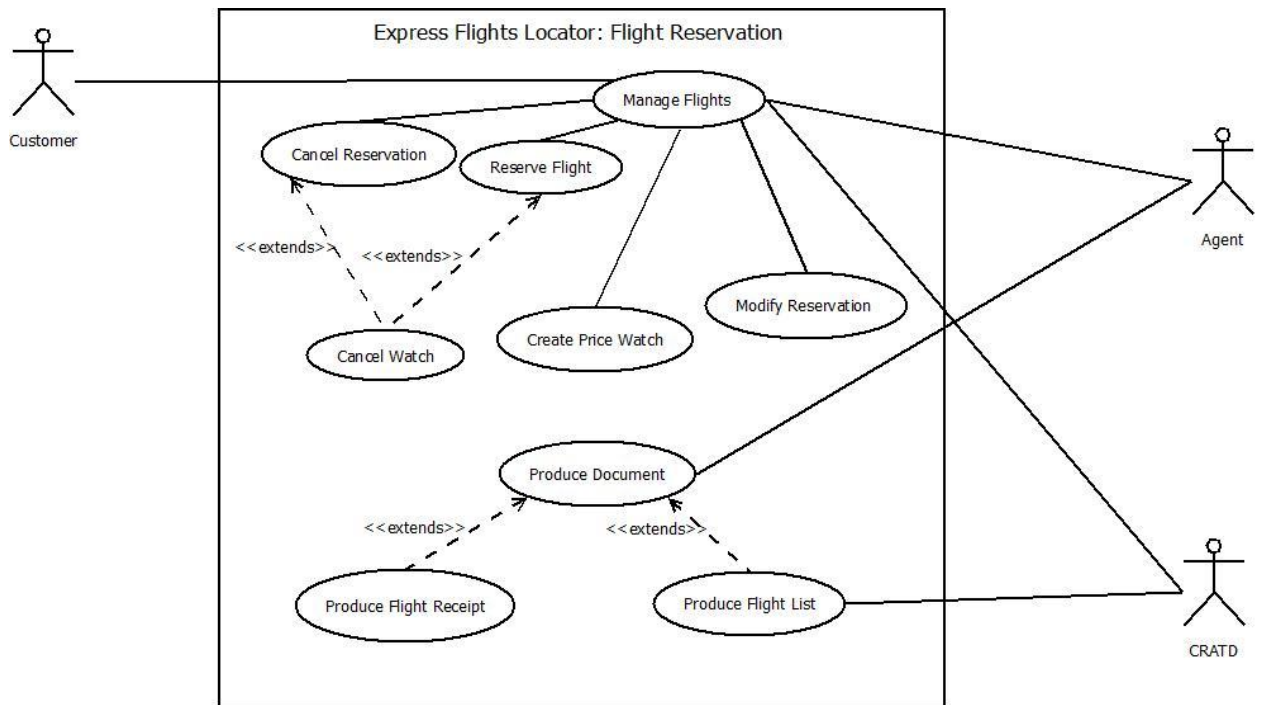 Express Flights Locator: Flight Reservation
Customer
Manage Flights
Cancel Reservation
Reserve Flight
Agent
<<extends>>
<<extends>>
Modify Reservation
Create Price Watch
Cancel Watch
Produce Document
<<extends>>
<<extends>>
Produce Flight Receipt
Produce Flight List
CRATD